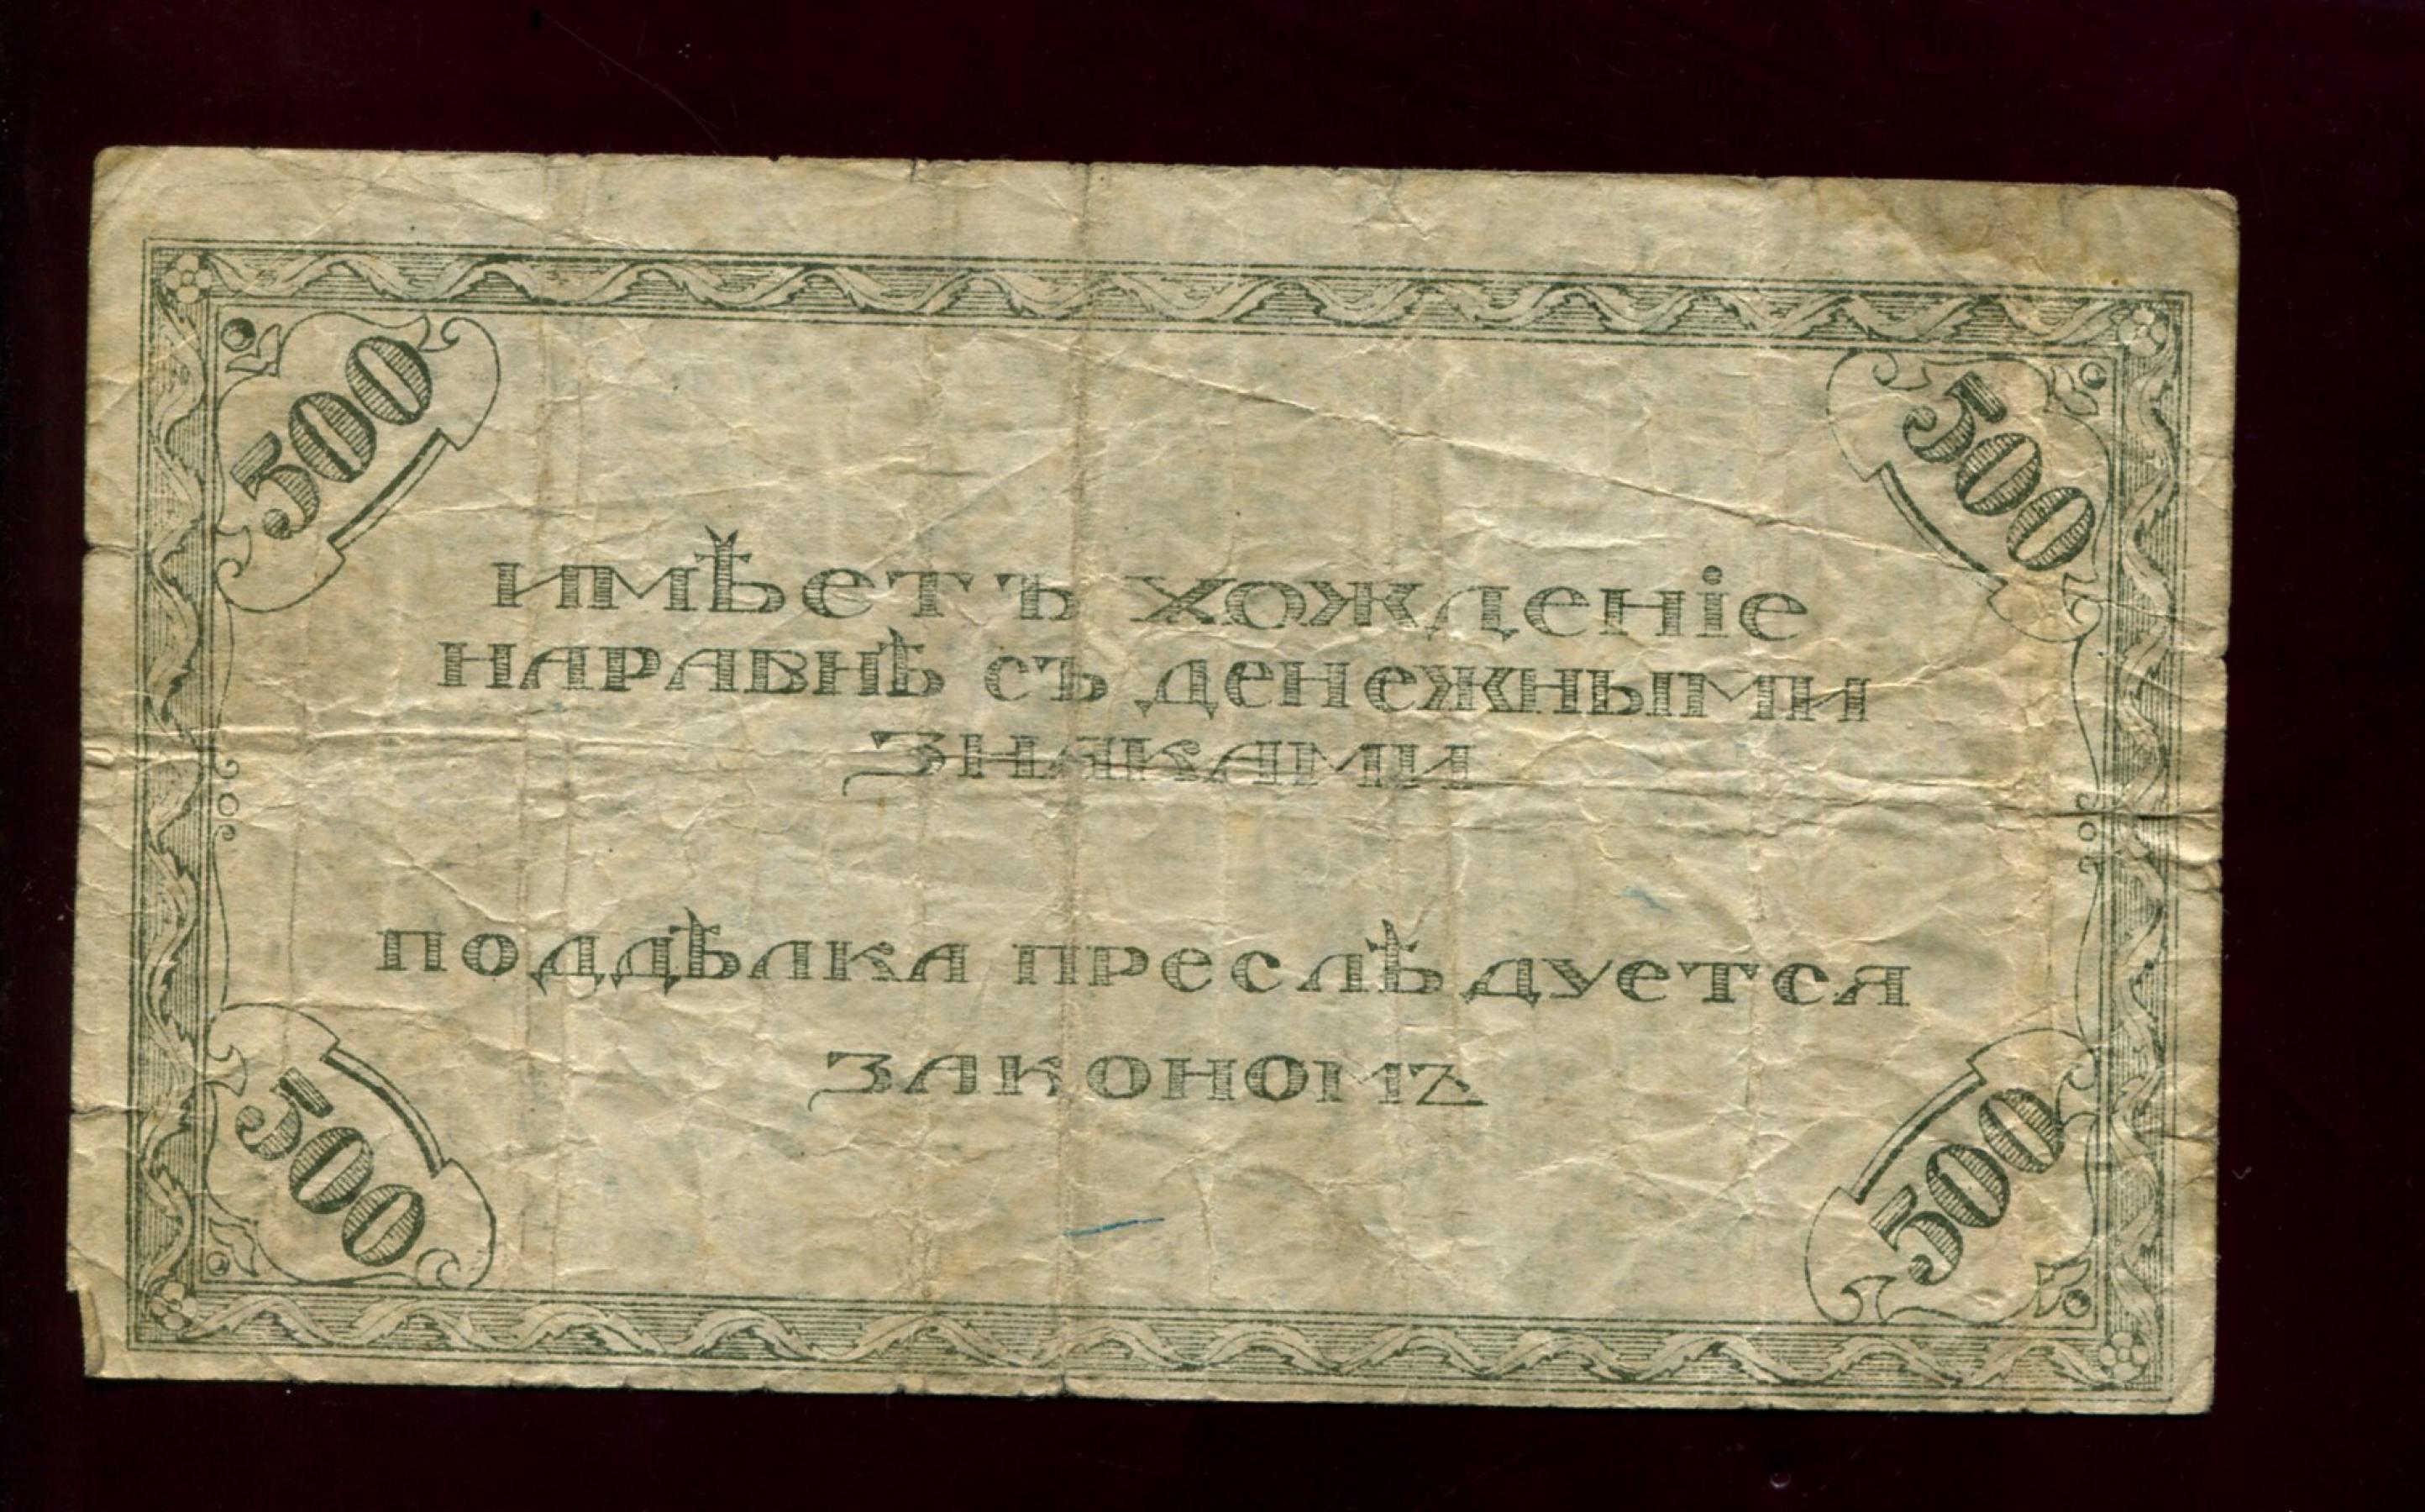 500 500
имѣетъ хожденіе
наравнѣ съ денежными
знаками
поддѣлка преслѣдуется
закономъ
500 500